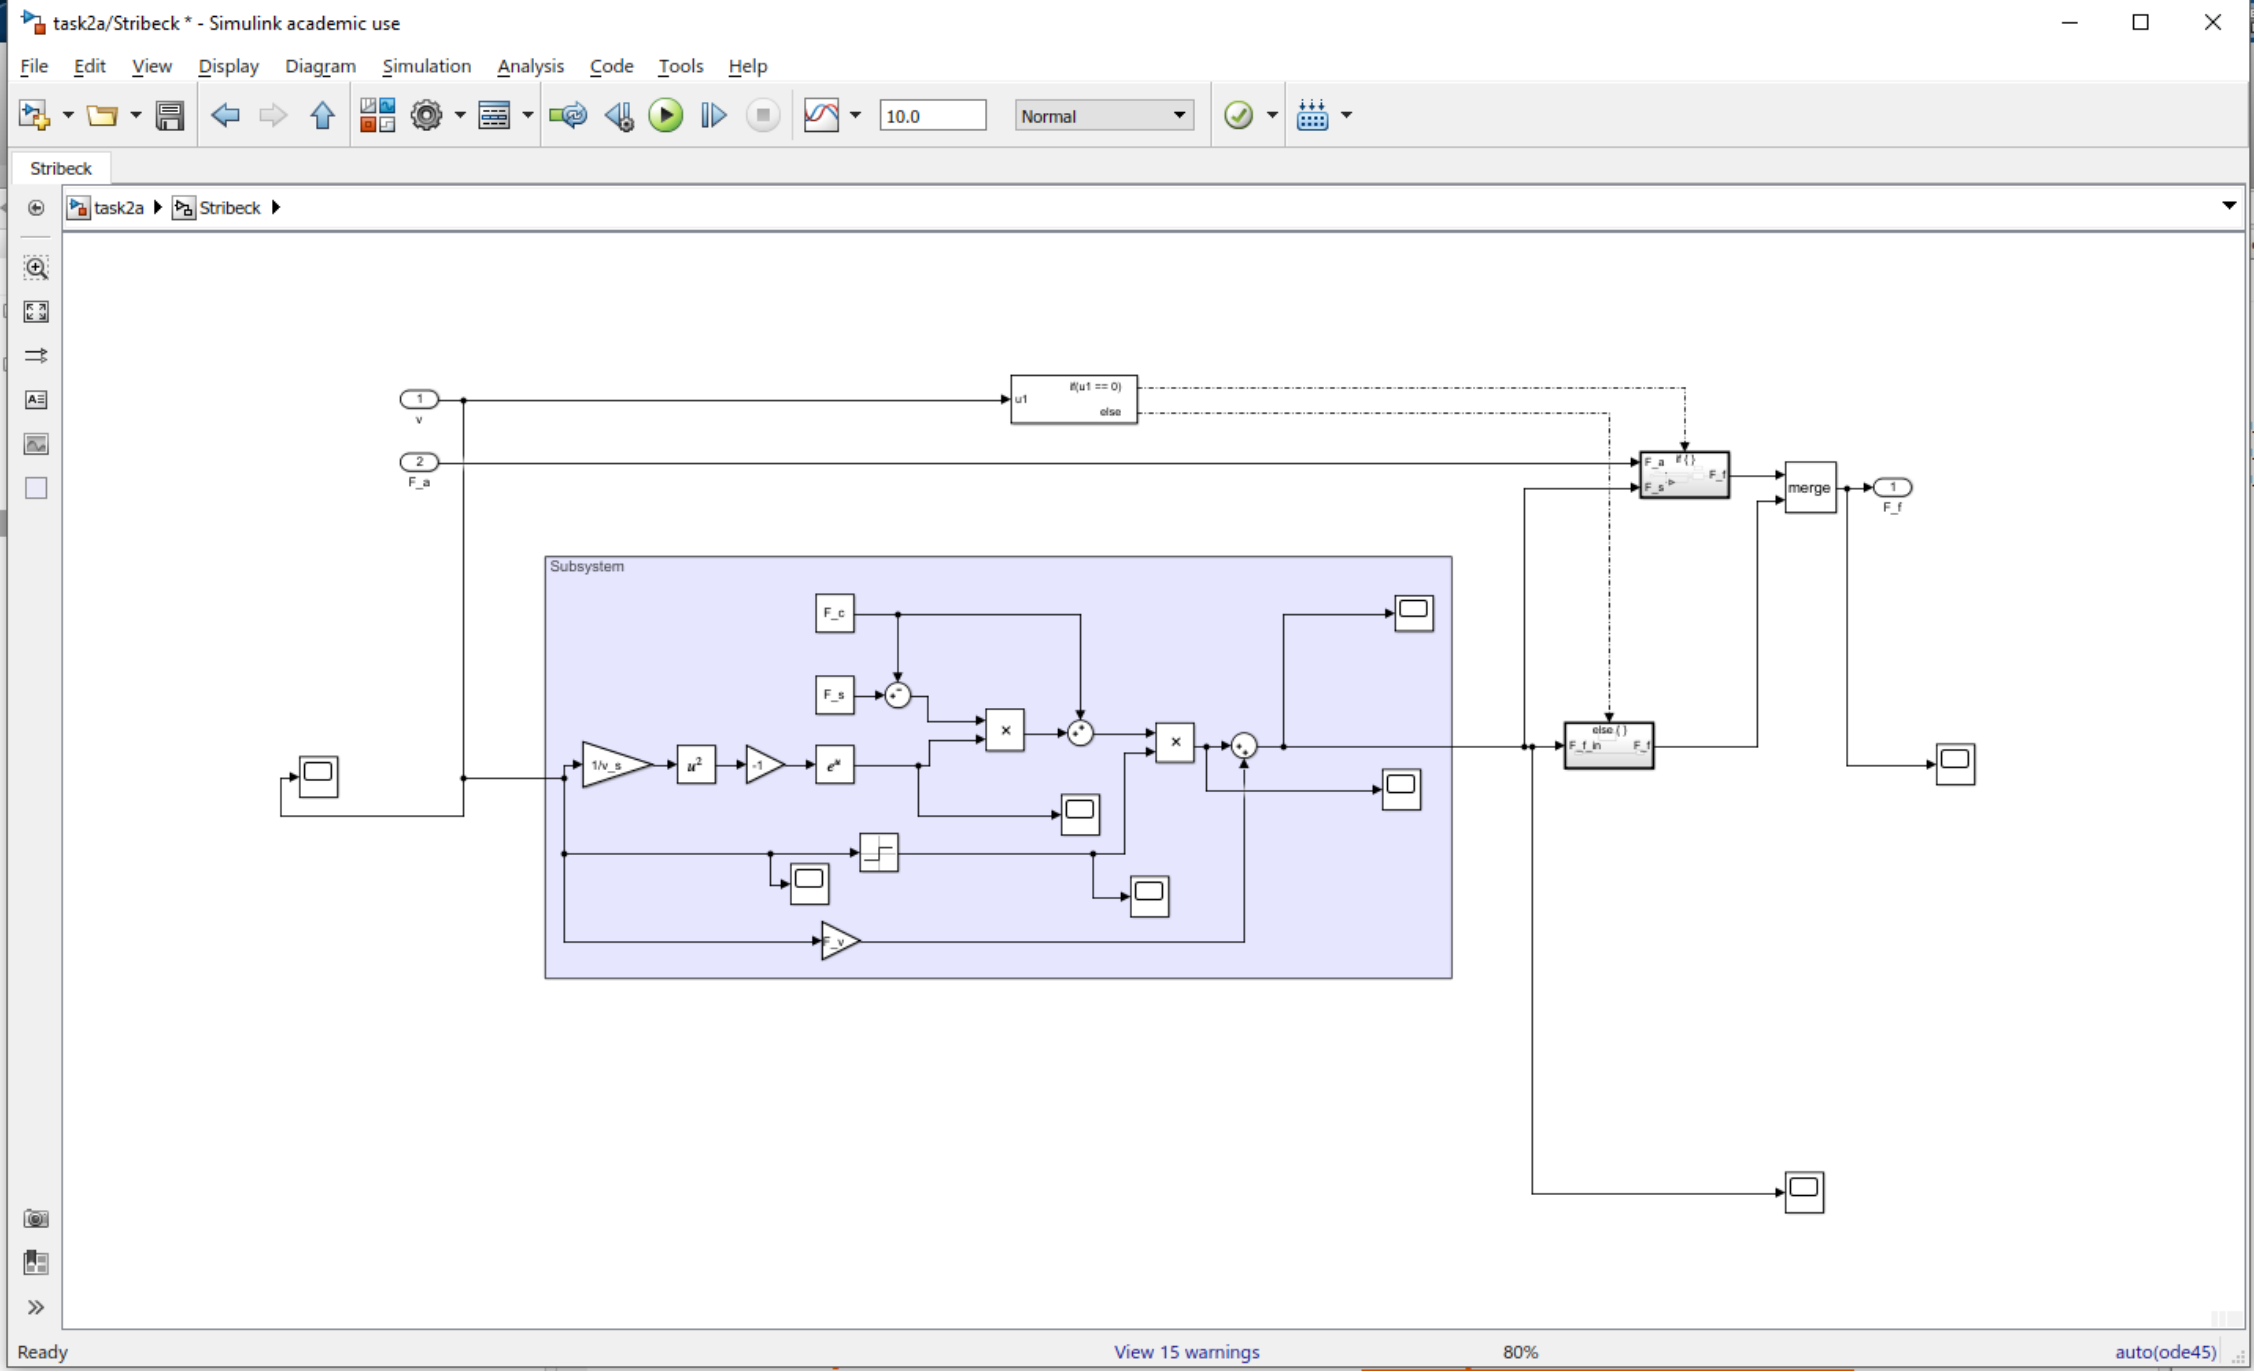 task2a/Stribeck * - Simulink academic use
File Edit View Display Diagram Simulation Analysis Code Tools Help
10.0 Normal
Stribeck
task2a Stribeck
if(u1 == 0)
1 u1
v else
2 F_a if { }
F_a F_f
F_s merge 1
F_f
Subsystem
F_c
F_s
× ×
else { }
F_f_in F_f
1/v_s u² -1 eᵘ
F_v
Ready View 15 warnings 80% auto(ode45)